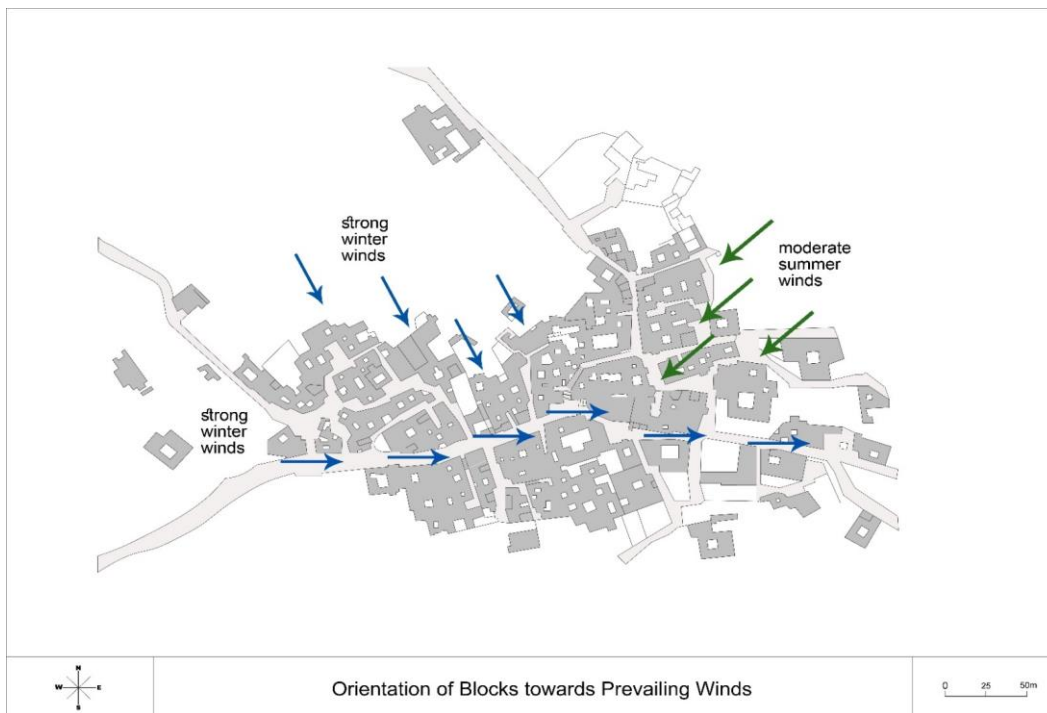 strong
winter
winds
moderate
summer
winds
strong
winter
winds
N
W E
S
Orientation of Blocks towards Prevailing Winds
0 25 50m